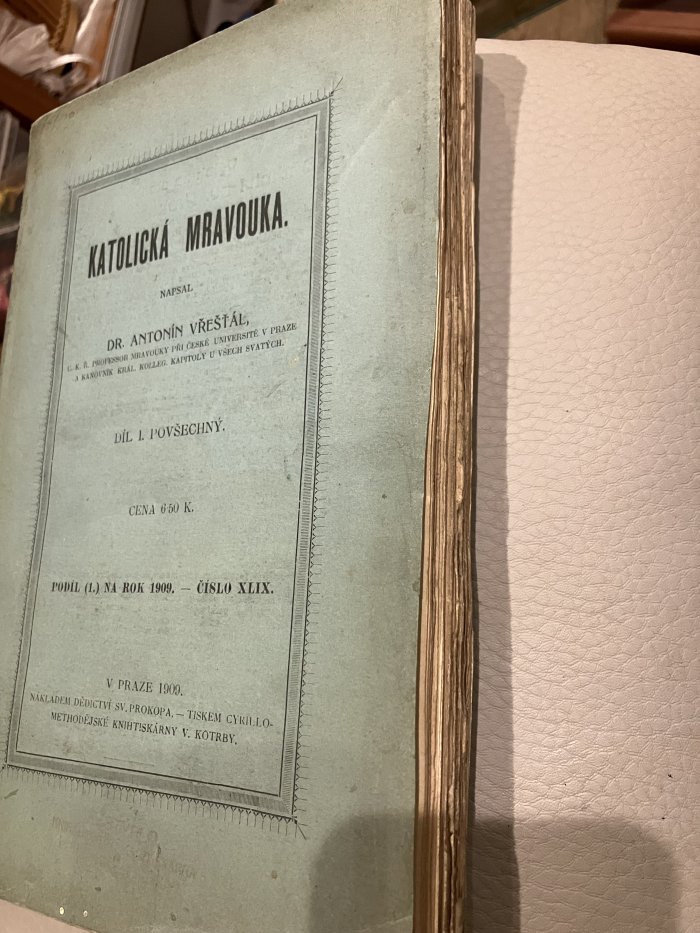 KATOLICKÁ MRAVOUKA.
NAPSAL
DR. ANTONÍN VŘEŠŤÁL,
C. K. Ř. PROFESSOR MRAVOUKY PŘI ČESKÉ UNIVERSITĚ V PRAZE
A KANOVNÍK KRÁL. KOLLEG. KAPITOLY U VŠECH SVATÝCH.
DÍL I. POVŠECHNÝ.
CENA 6·50 K.
PODÍL (1.) NA ROK 1909. — ČÍSLO XLIX.
V PRAZE 1909.
NÁKLADEM DĚDICTVÍ SV. PROKOPA. — TISKEM CYRILLO-
METHODĚJSKÉ KNIHTISKÁRNY V. KOTRBY.